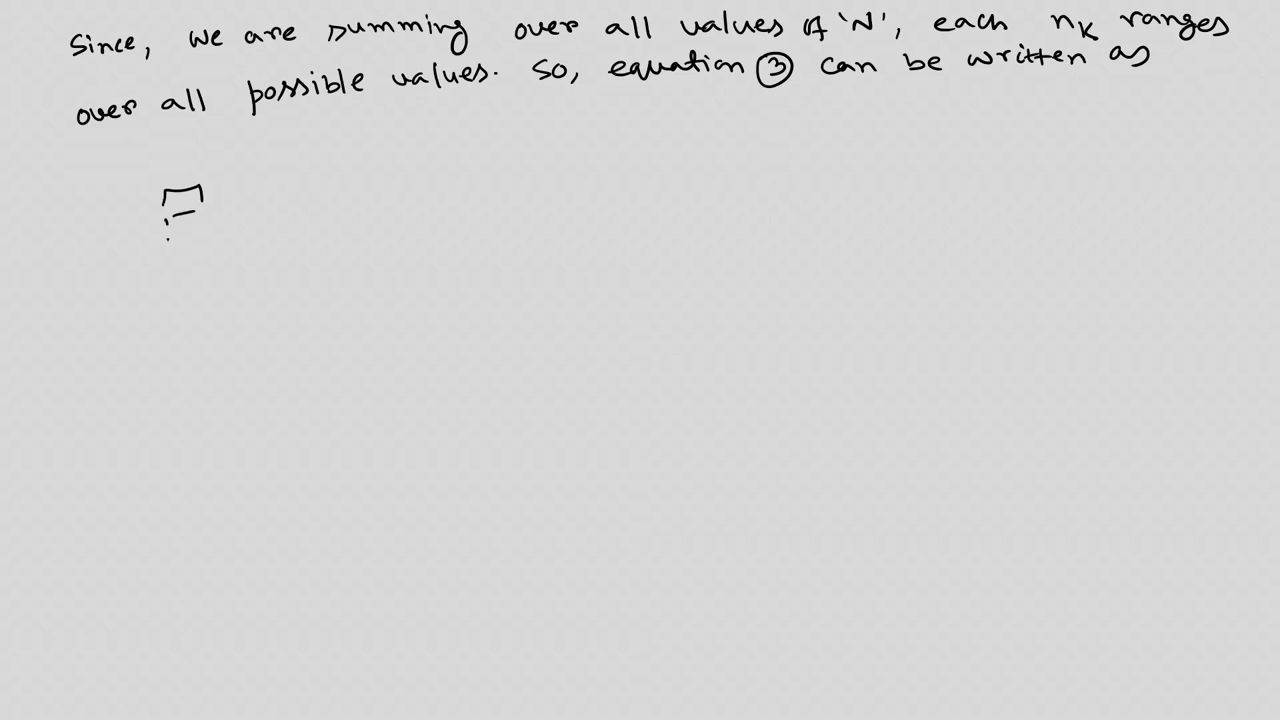 Since, we are summing over all values of 'N', each nK ranges
over all possible values. So, equation ③ can be written as